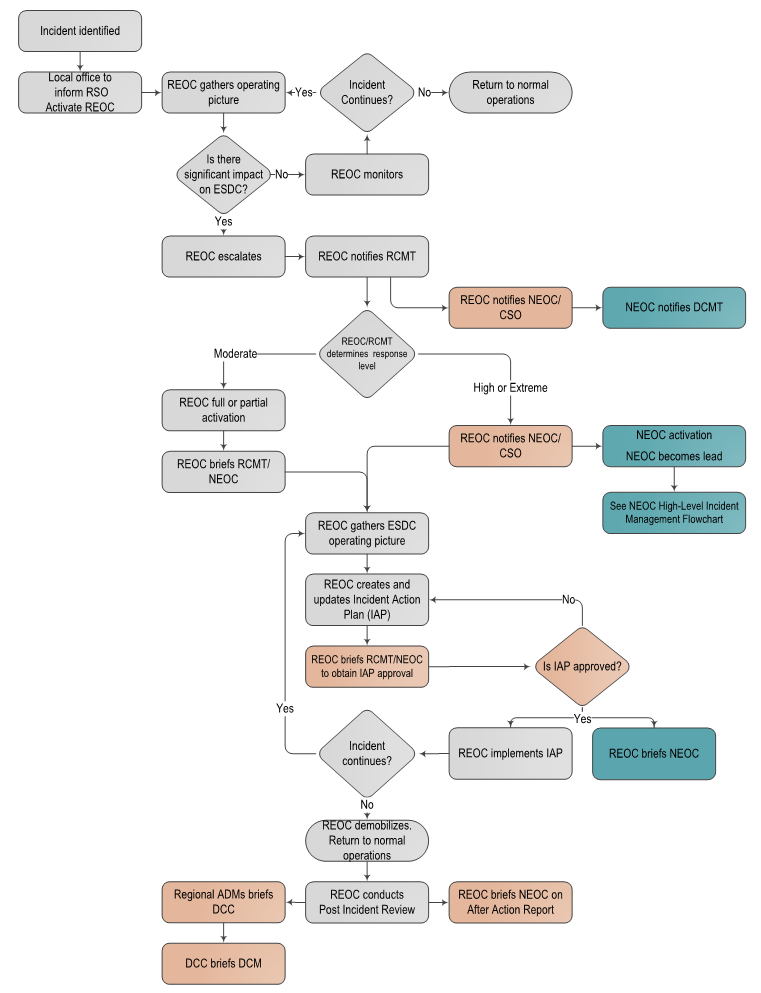 Incident identified
Local office to
inform RSO
Activate REOC
REOC gathers operating
picture
Yes
Incident
Continues?
No
Return to normal
operations
Is there
significant impact
on ESDC?
No
REOC monitors
Yes
REOC escalates
REOC notifies RCMT
REOC notifies NEOC/
CSO
NEOC notifies DCMT
REOC/RCMT
determines response
level
Moderate
High or Extreme
REOC full or partial
activation
REOC notifies NEOC/
CSO
NEOC activation
NEOC becomes lead
REOC briefs RCMT/
NEOC
See NEOC High-Level Incident
Management Flowchart
REOC gathers ESDC
operating picture
REOC creates and
updates Incident Action
Plan (IAP)
No
REOC briefs RCMT/NEOC
to obtain IAP approval
Is IAP approved?
Yes
Yes
Incident
continues?
REOC implements IAP
REOC briefs NEOC
No
REOC demobilizes.
Return to normal
operations
Regional ADMs briefs
DCC
REOC conducts
Post Incident Review
REOC briefs NEOC on
After Action Report
DCC briefs DCM